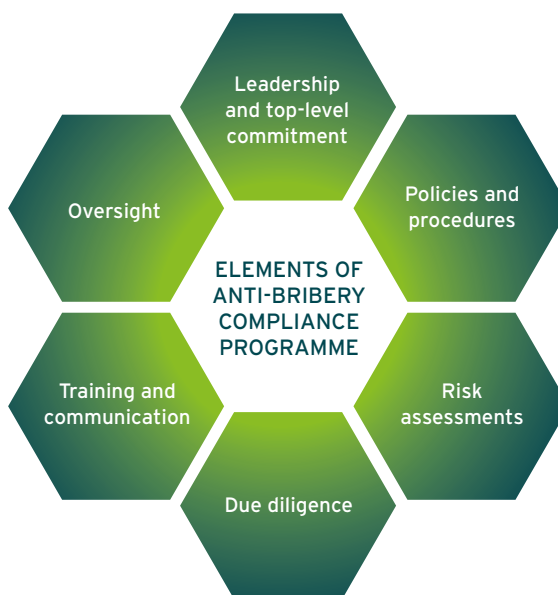 Leadership
and top-level
commitment
Policies and
procedures
Risk
assessments
Due diligence
Training and
communication
Oversight
ELEMENTS OF
ANTI-BRIBERY
COMPLIANCE
PROGRAMME